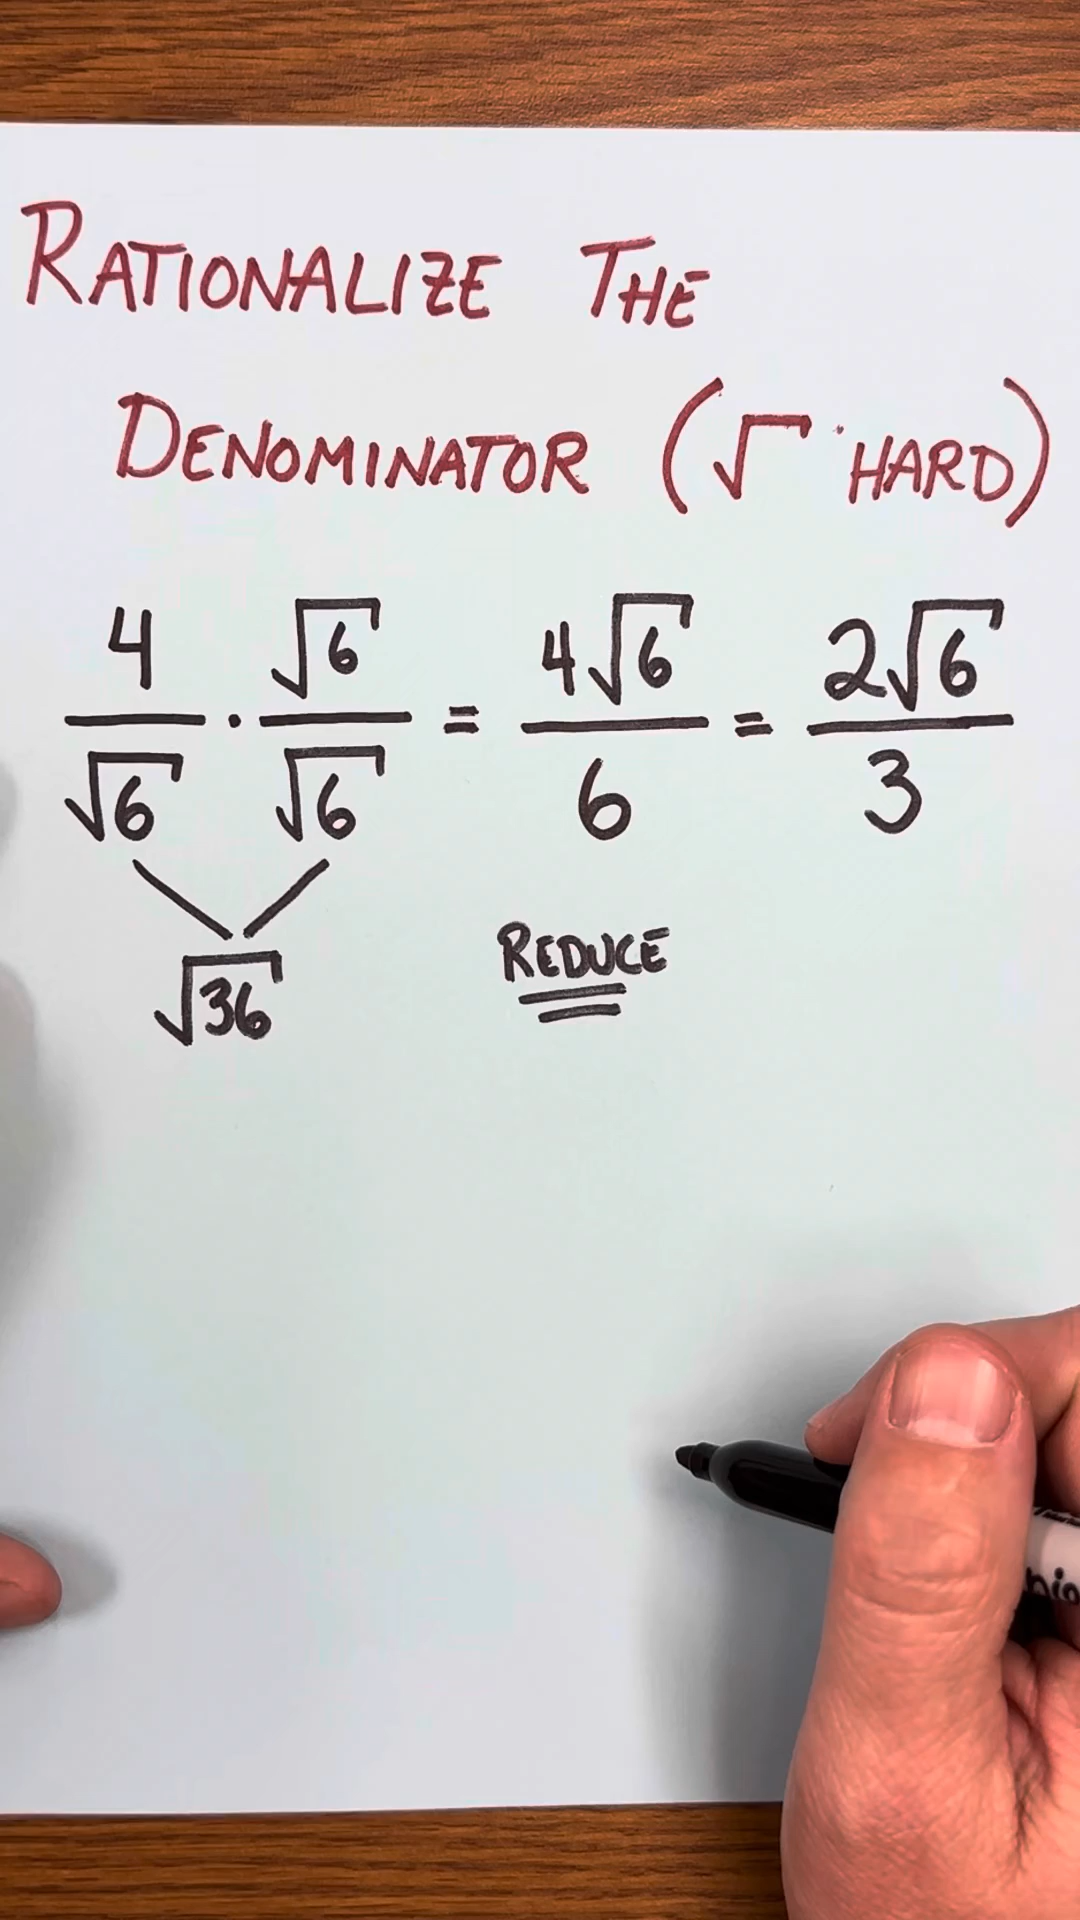 RATIONALIZE THE
DENOMINATOR (√ HARD)
4/√6 · √6/√6 = 4√6/6 = 2√6/3
√36
REDUCE